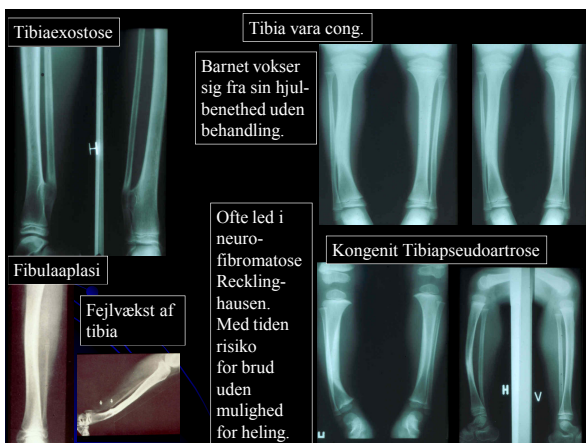 Tibiaexostose
H
Fibulaaplasi
Fejlvækst af
tibia
Tibia vara cong.
Barnet vokser
sig fra sin hjul-
benethed uden
behandling.
Ofte led i
neuro-
fibromatose
Reckling-
hausen.
Med tiden
risiko
for brud
uden
mulighed
for heling.
Kongenit Tibiapseudoartrose
H V